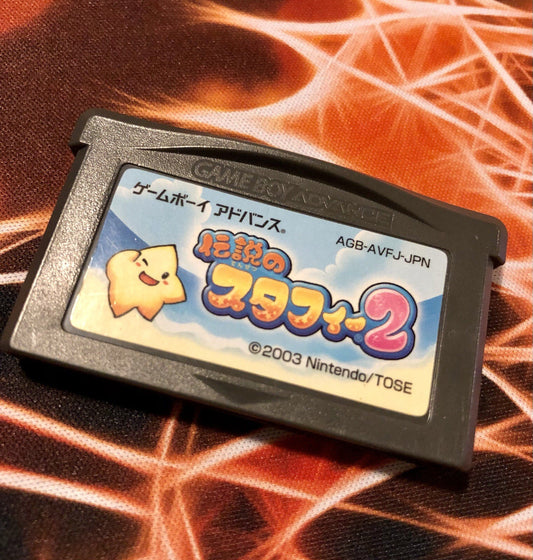 GAME BOY ADVANCE
ゲームボーイ アドバンス®
AGB-AVFJ-JPN
伝説の
でんせつ
スタフィー2
©2003 Nintendo/TOSE